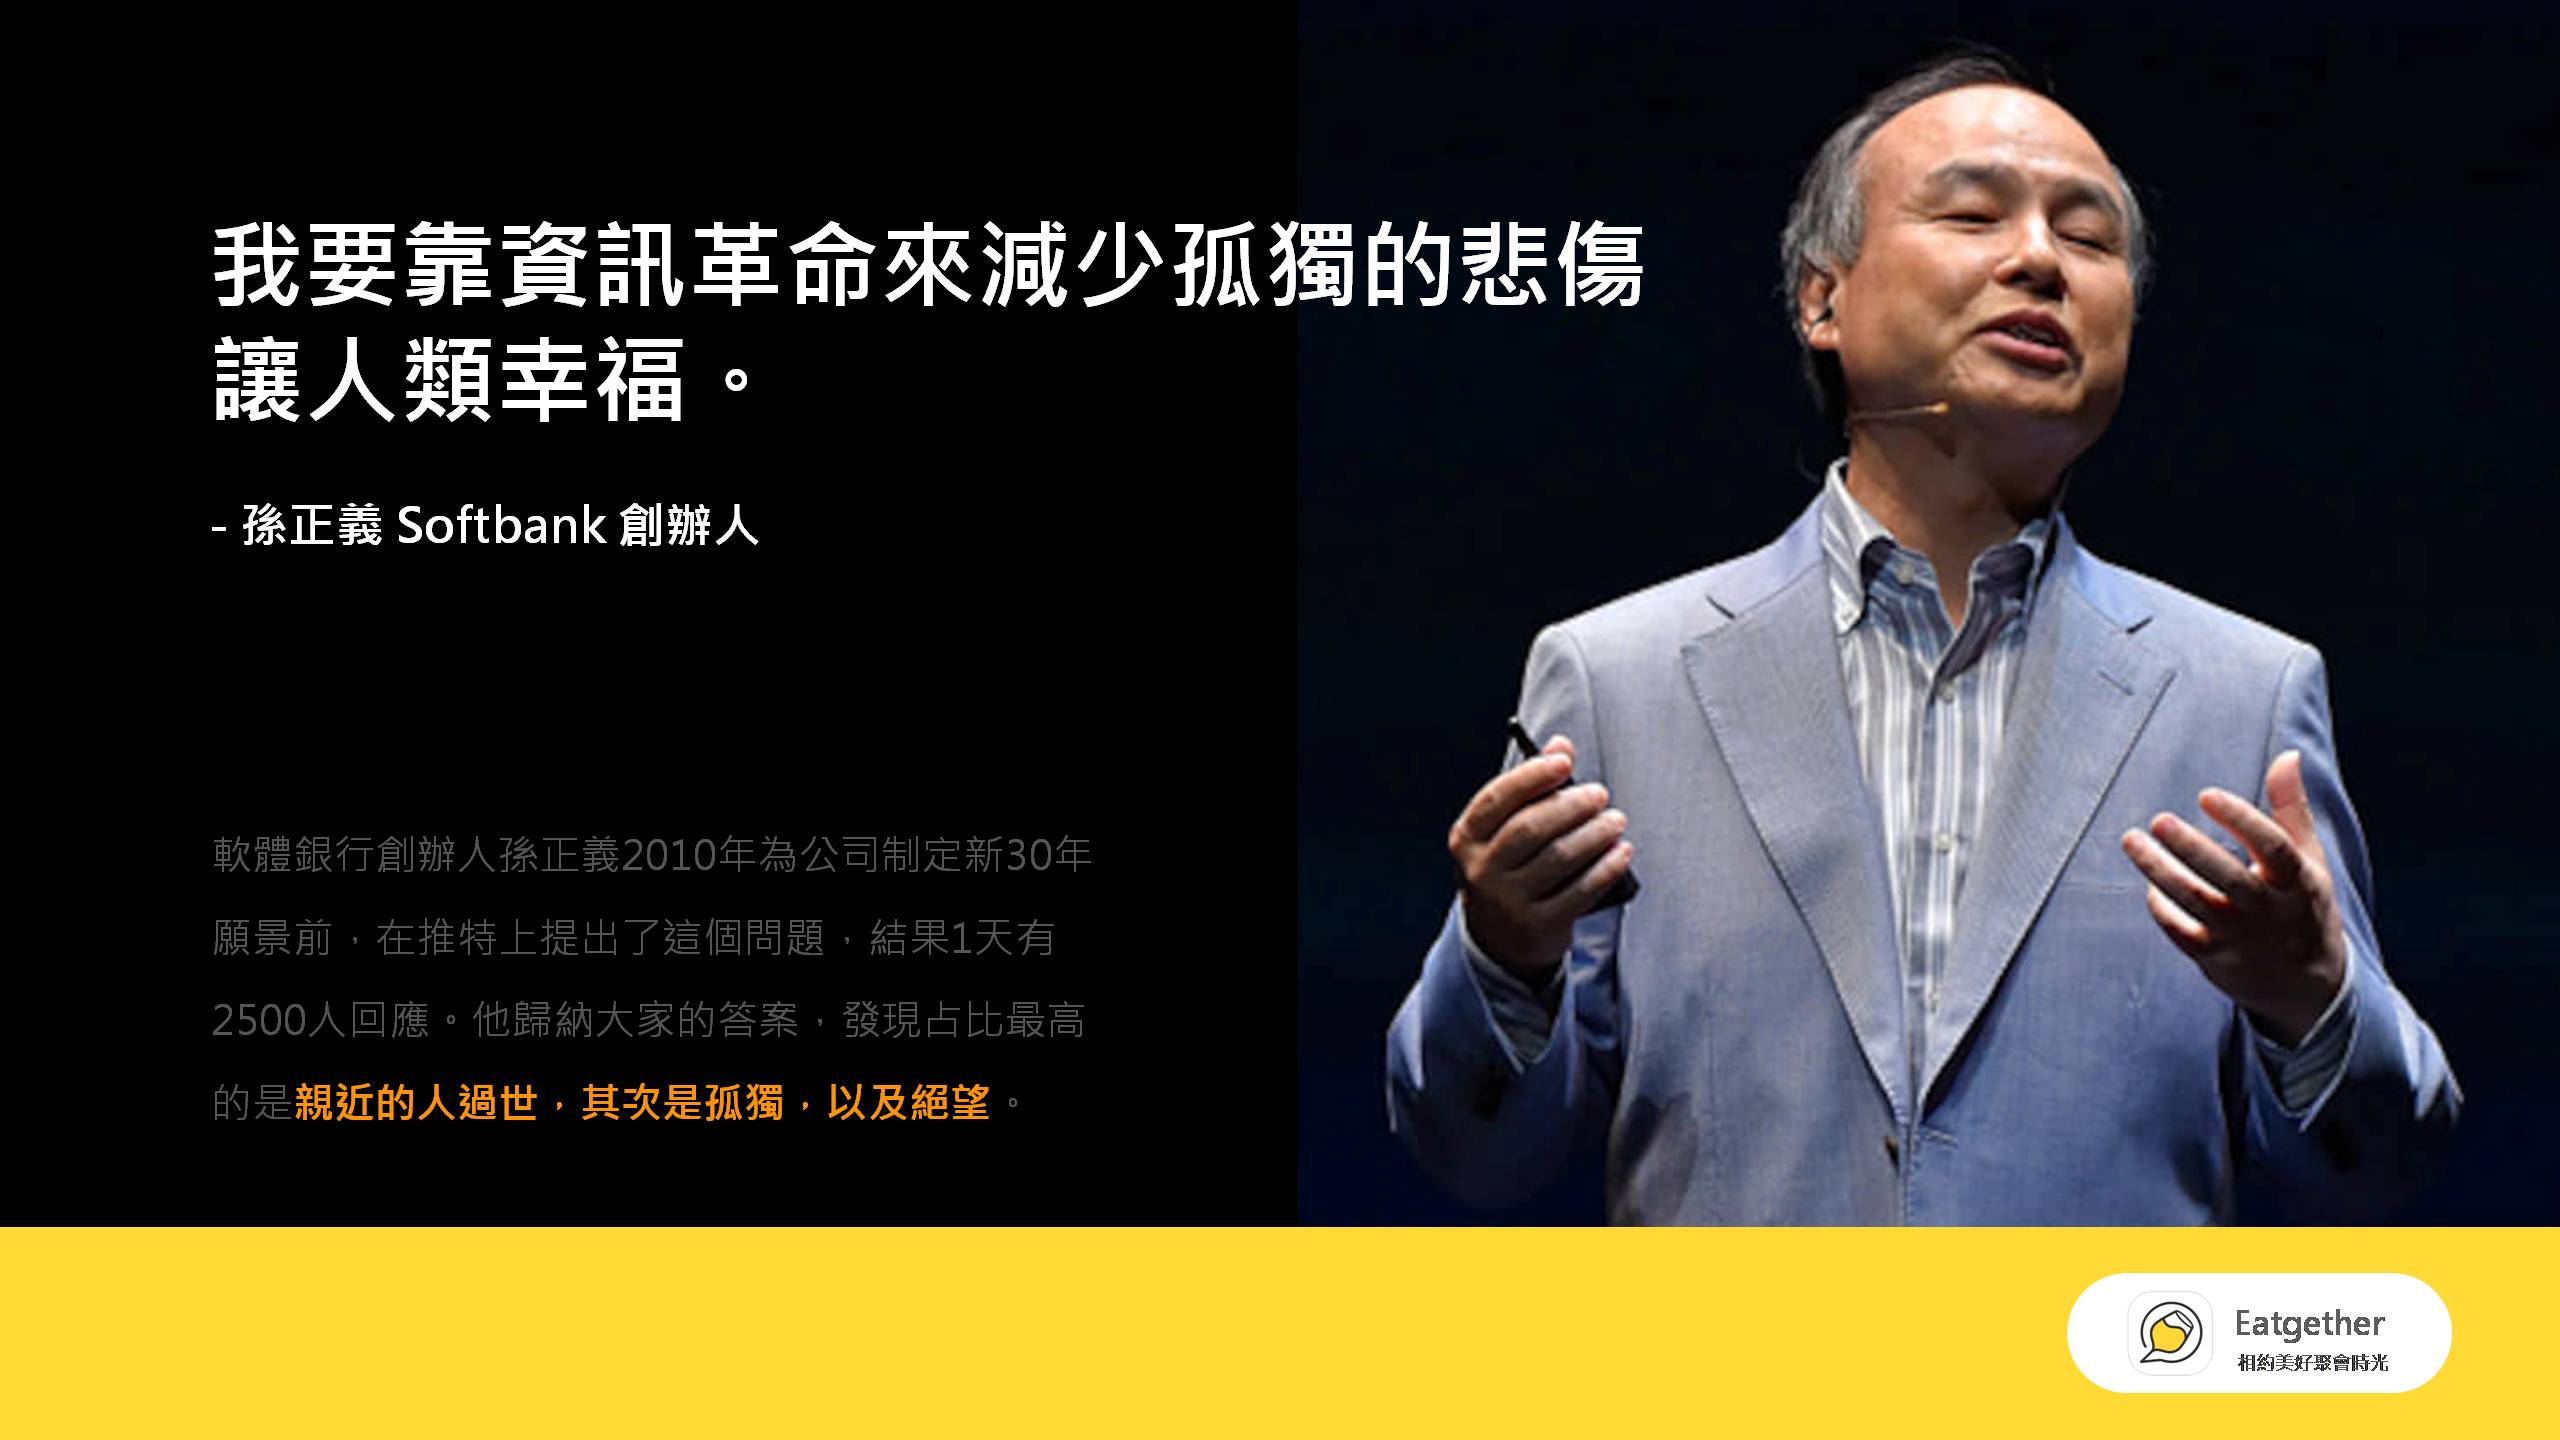 我要靠資訊革命來減少孤獨的悲傷
讓人類幸福。
- 孫正義 Softbank 創辦人
軟體銀行創辦人孫正義2010年為公司制定新30年
願景前，在推特上提出了這個問題，結果1天有
2500人回應。他歸納大家的答案，發現占比最高
的是親近的人過世，其次是孤獨，以及絕望。
Eatgether
相約美好聚會時光